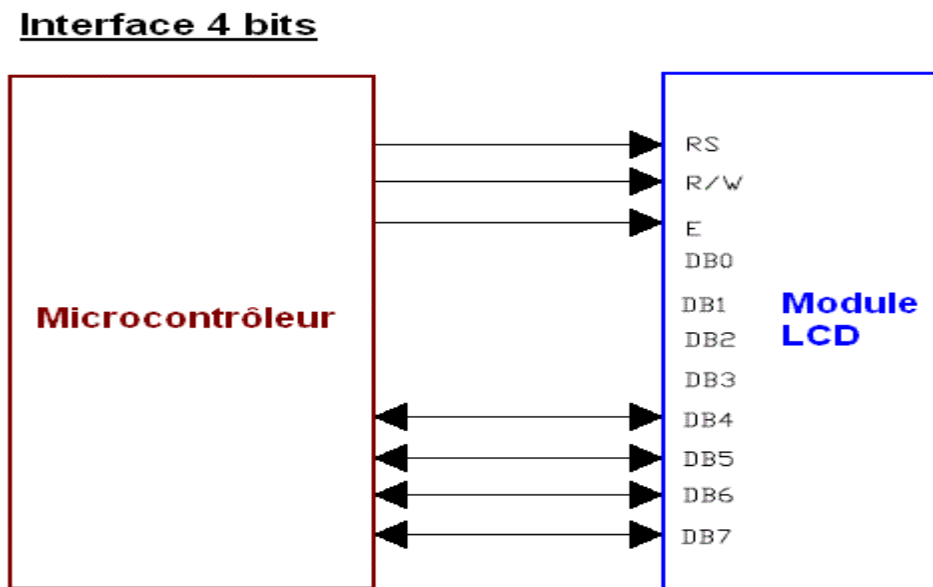 Interface 4 bits
Microcontrôleur
RS
R/W
E
DB0
DB1
DB2
DB3
DB4
DB5
DB6
DB7
Module
LCD